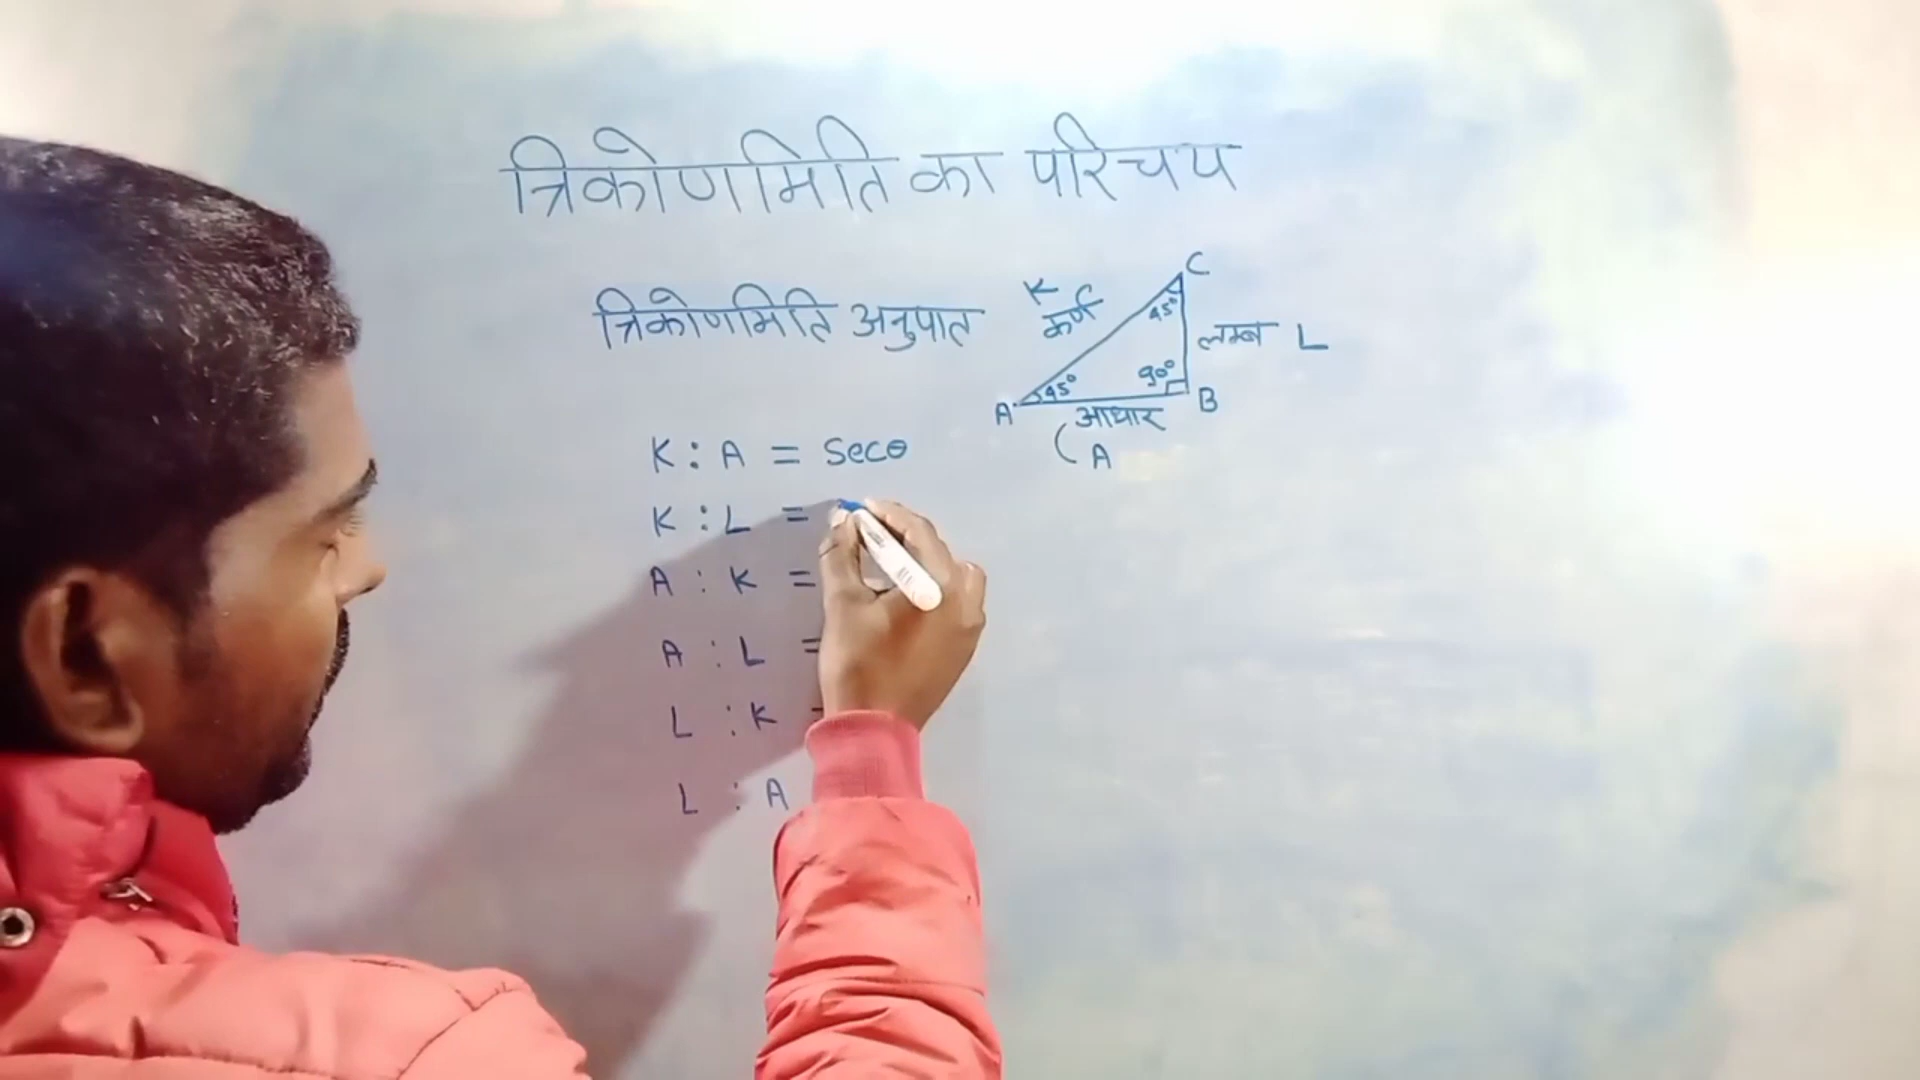 त्रिकोणमिति का परिचय
त्रिकोणमिति अनुपात
C
K
कर्ण
45°
लम्ब L
90°
45°
A
B
आधार
( A
K : A = Secθ
K : L =
A : K =
A : L =
L : K =
L : A